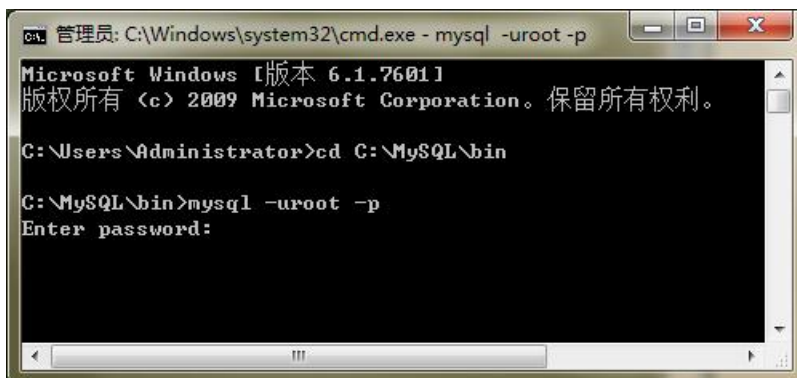 管理员: C:\Windows\system32\cmd.exe - mysql -uroot -p
Microsoft Windows [版本 6.1.7601]
版权所有 (c) 2009 Microsoft Corporation。保留所有权利。
C:\Users\Administrator>cd C:\MySQL\bin
C:\MySQL\bin>mysql -uroot -p
Enter password: